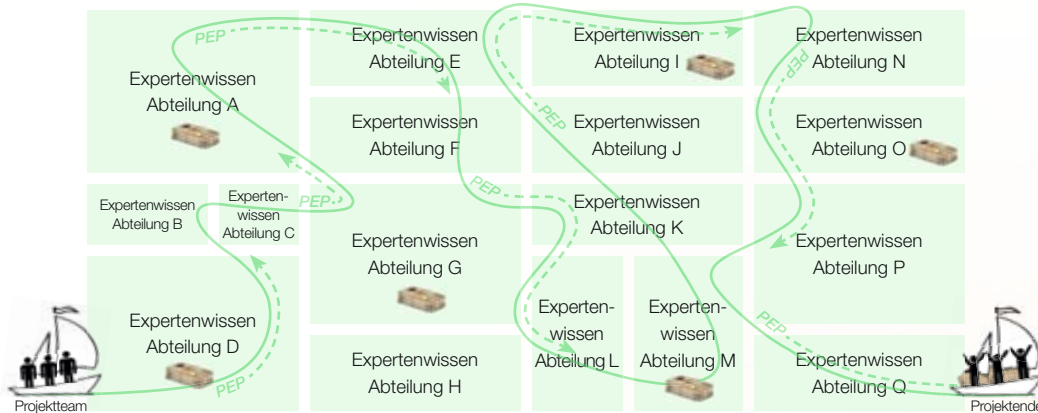 PEP
Expertenwissen
Abteilung A
Expertenwissen
Abteilung E
Expertenwissen
Abteilung I
PEP
Expertenwissen
Abteilung N
Expertenwissen
Abteilung F
PEP
Expertenwissen
Abteilung J
Expertenwissen
Abteilung O
Expertenwissen
Abteilung B
Experten-
wissen
Abteilung C
PEP
PEP
Expertenwissen
Abteilung K
Expertenwissen
Abteilung G
Expertenwissen
Abteilung P
Expertenwissen
Abteilung D
Experten-
wissen
Abteilung L
Experten-
wissen
Abteilung M
PEP
PEP
Expertenwissen
Abteilung H
Expertenwissen
Abteilung Q
Projektteam
Projektende